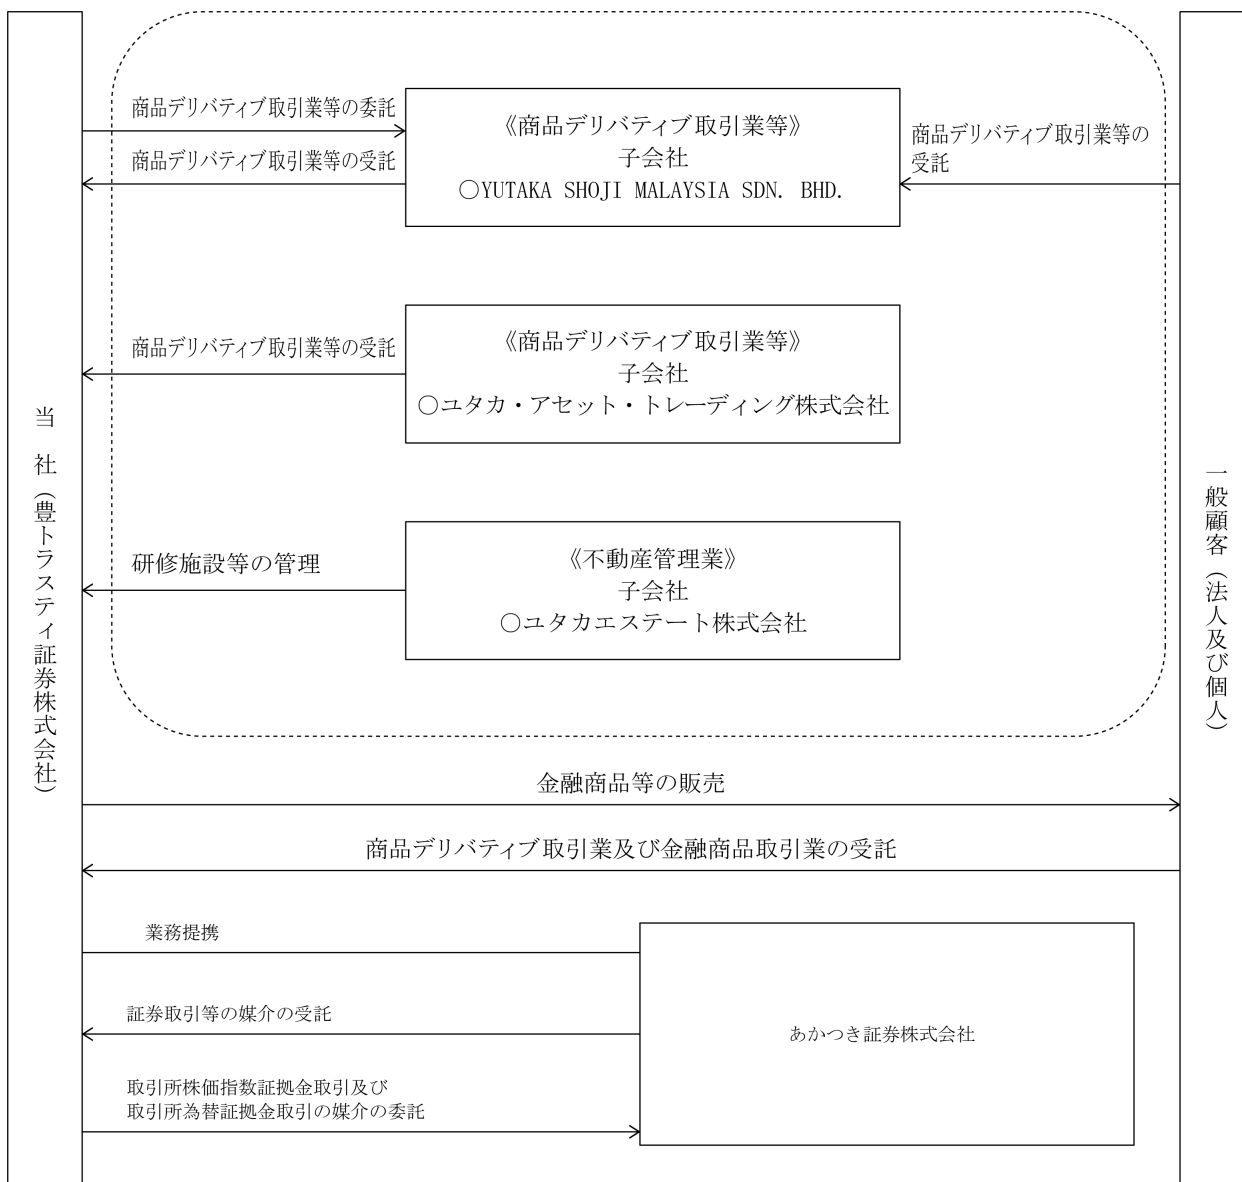 商品デリバティブ取引業等の委託
商品デリバティブ取引業等の受託
《商品デリバティブ取引業等》
子会社
○YUTAKA SHOJI MALAYSIA SDN. BHD.
商品デリバティブ取引業等の
受託
商品デリバティブ取引業等の受託
《商品デリバティブ取引業等》
子会社
○ユタカ・アセット・トレーディング株式会社
当 社(豊トラスティ証券株式会社)
一般顧客(法人及び個人)
研修施設等の管理
《不動産管理業》
子会社
○ユタカエステート株式会社
金融商品等の販売
商品デリバティブ取引業及び金融商品取引業の受託
業務提携
証券取引等の媒介の受託
あかつき証券株式会社
取引所株価指数証拠金取引及び
取引所為替証拠金取引の媒介の委託